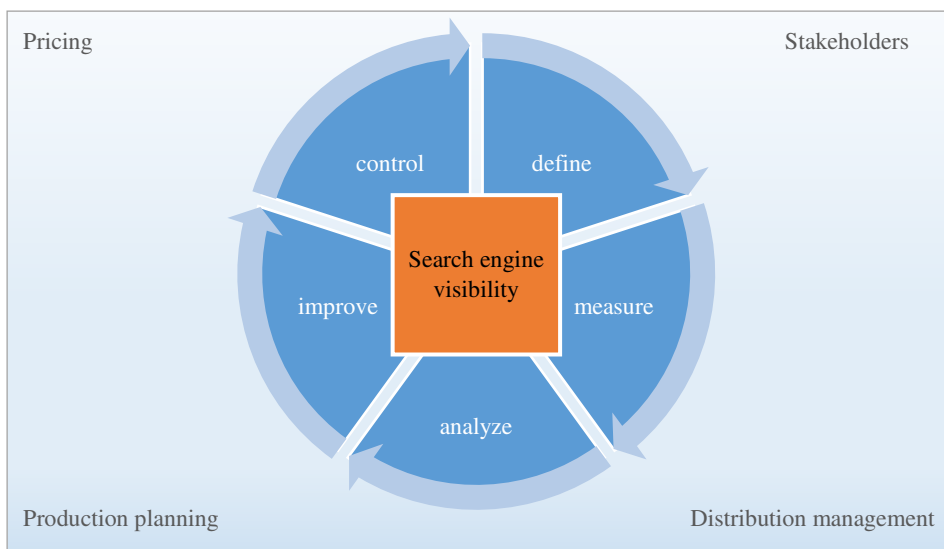 Pricing
Stakeholders
control
define
Search engine
visibility
improve
measure
analyze
Production planning
Distribution management